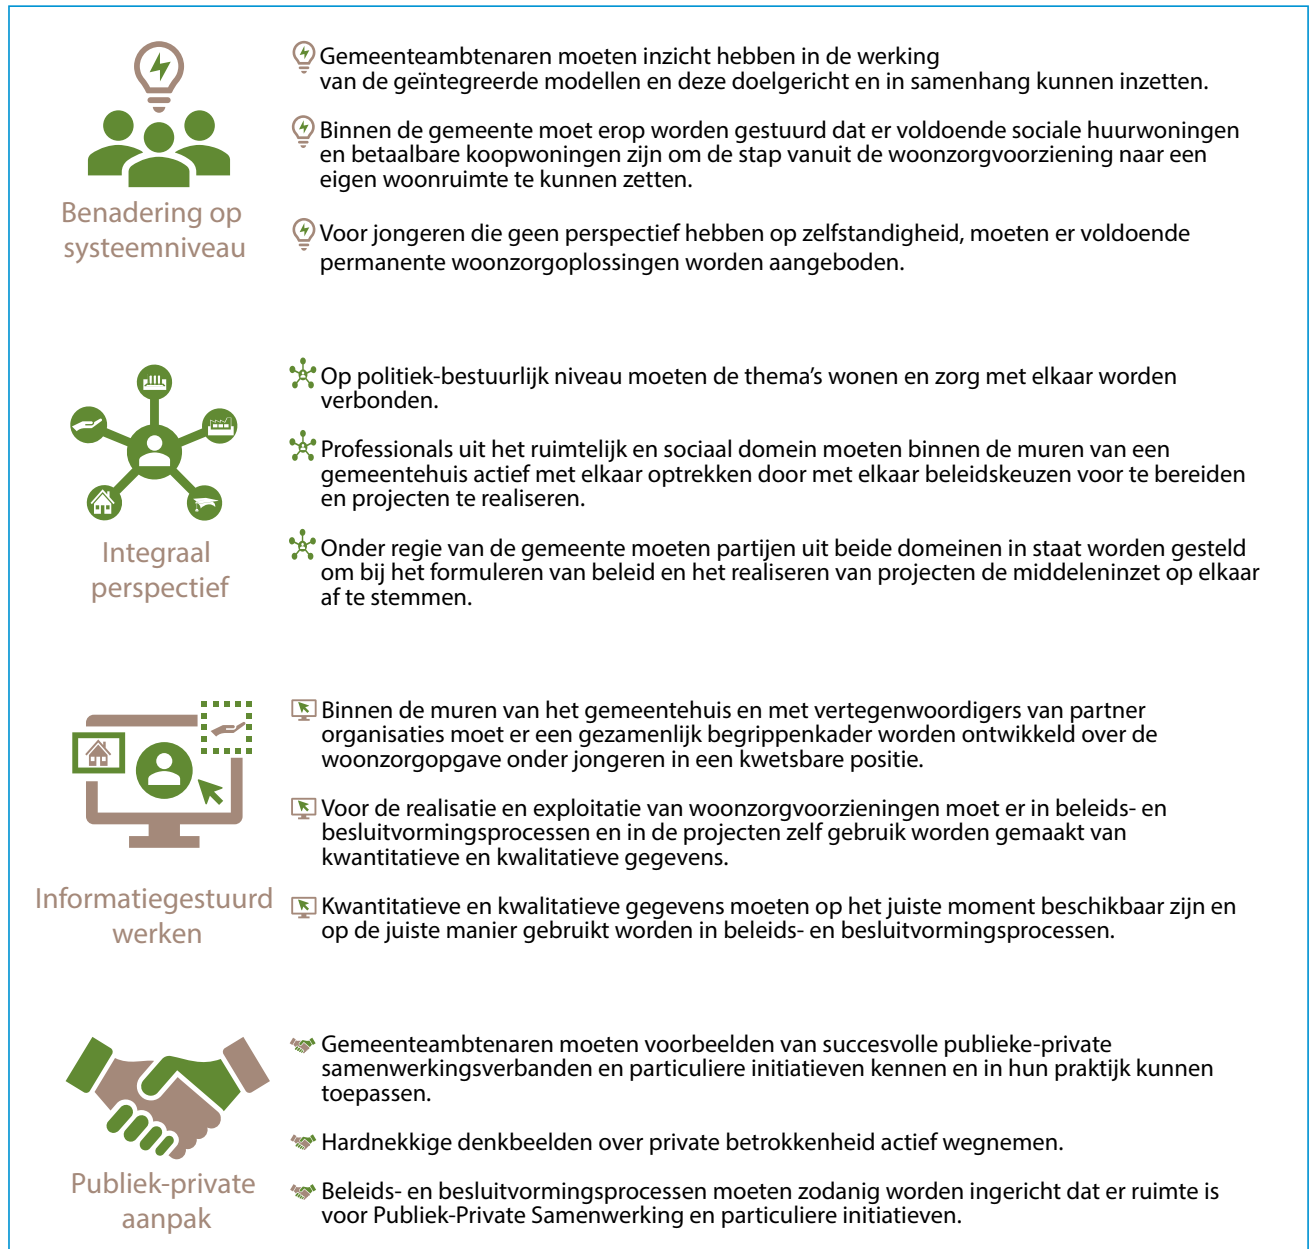 Gemeenteambtenaren moeten inzicht hebben in de werking
van de geïntegreerde modellen en deze doelgericht en in samenhang kunnen inzetten.
Binnen de gemeente moet erop worden gestuurd dat er voldoende sociale huurwoningen
en betaalbare koopwoningen zijn om de stap vanuit de woonzorgvoorziening naar een
eigen woonruimte te kunnen zetten.
Benadering op
systeemniveau
Voor jongeren die geen perspectief hebben op zelfstandigheid, moeten er voldoende
permanente woonzorgoplossingen worden aangeboden.
Op politiek-bestuurlijk niveau moeten de thema’s wonen en zorg met elkaar worden
verbonden.
Professionals uit het ruimtelijk en sociaal domein moeten binnen de muren van een
gemeentehuis actief met elkaar optrekken door met elkaar beleidskeuzen voor te bereiden
en projecten te realiseren.
Integraal
perspectief
Onder regie van de gemeente moeten partijen uit beide domeinen in staat worden gesteld
om bij het formuleren van beleid en het realiseren van projecten de middeleninzet op elkaar
af te stemmen.
Binnen de muren van het gemeentehuis en met vertegenwoordigers van partner
organisaties moet er een gezamenlijk begrippenkader worden ontwikkeld over de
woonzorgopgave onder jongeren in een kwetsbare positie.
Voor de realisatie en exploitatie van woonzorgvoorzieningen moet er in beleids- en
besluitvormingsprocessen en in de projecten zelf gebruik worden gemaakt van
kwantitatieve en kwalitatieve gegevens.
Informatiegestuurd
werken
Kwantitatieve en kwalitatieve gegevens moeten op het juiste moment beschikbaar zijn en
op de juiste manier gebruikt worden in beleids- en besluitvormingsprocessen.
Gemeenteambtenaren moeten voorbeelden van succesvolle publieke-private
samenwerkingsverbanden en particuliere initiatieven kennen en in hun praktijk kunnen
toepassen.
Hardnekkige denkbeelden over private betrokkenheid actief wegnemen.
Publiek-private
aanpak
Beleids- en besluitvormingsprocessen moeten zodanig worden ingericht dat er ruimte is
voor Publiek-Private Samenwerking en particuliere initiatieven.